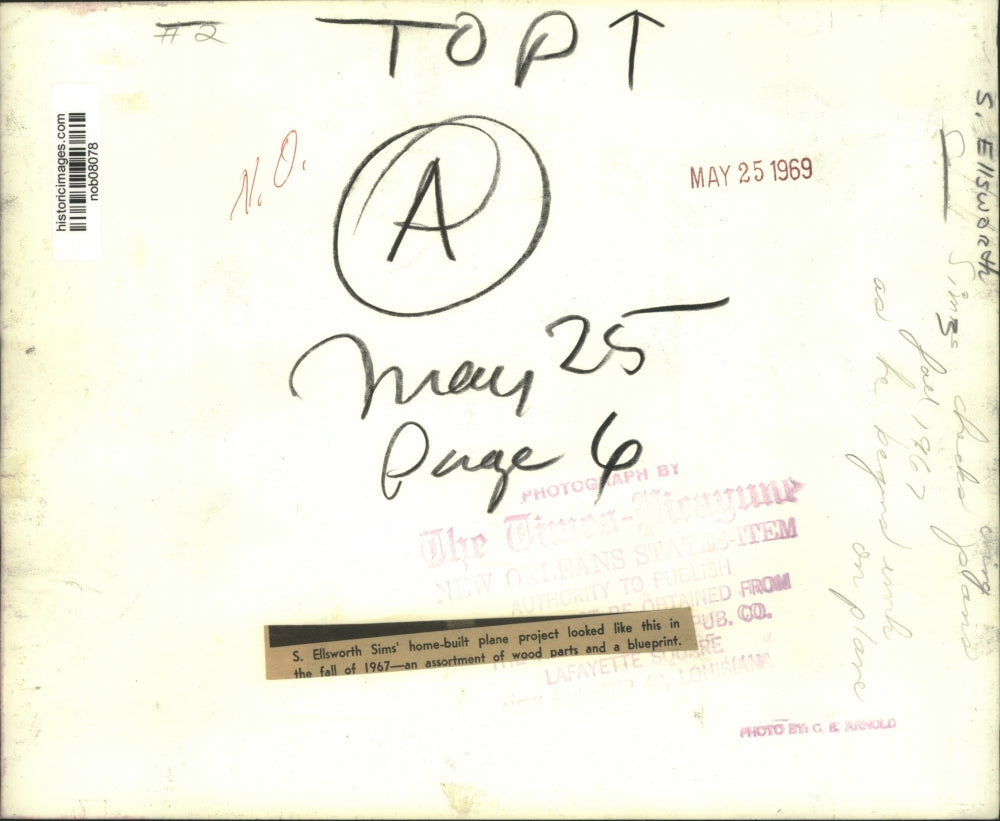 #2
TOP ↑
historicimages.com
nob08078
N.O.
A
MAY 25 1969
May 25
Page 6
S. Ellsworth
Sims checks plans
fall 1967
as he begins work
on plane
PHOTOGRAPH BY
The Times-Picayune
NEW ORLEANS STATES-ITEM
AUTHORITY TO PUBLISH
BE OBTAINED FROM
PUB. CO.
LAFAYETTE SQUARE
LOUISIANA
S. Ellsworth Sims' home-built plane project looked like this in
the fall of 1967—an assortment of wood parts and a blueprint.
PHOTO BY: G. E. ARNOLD